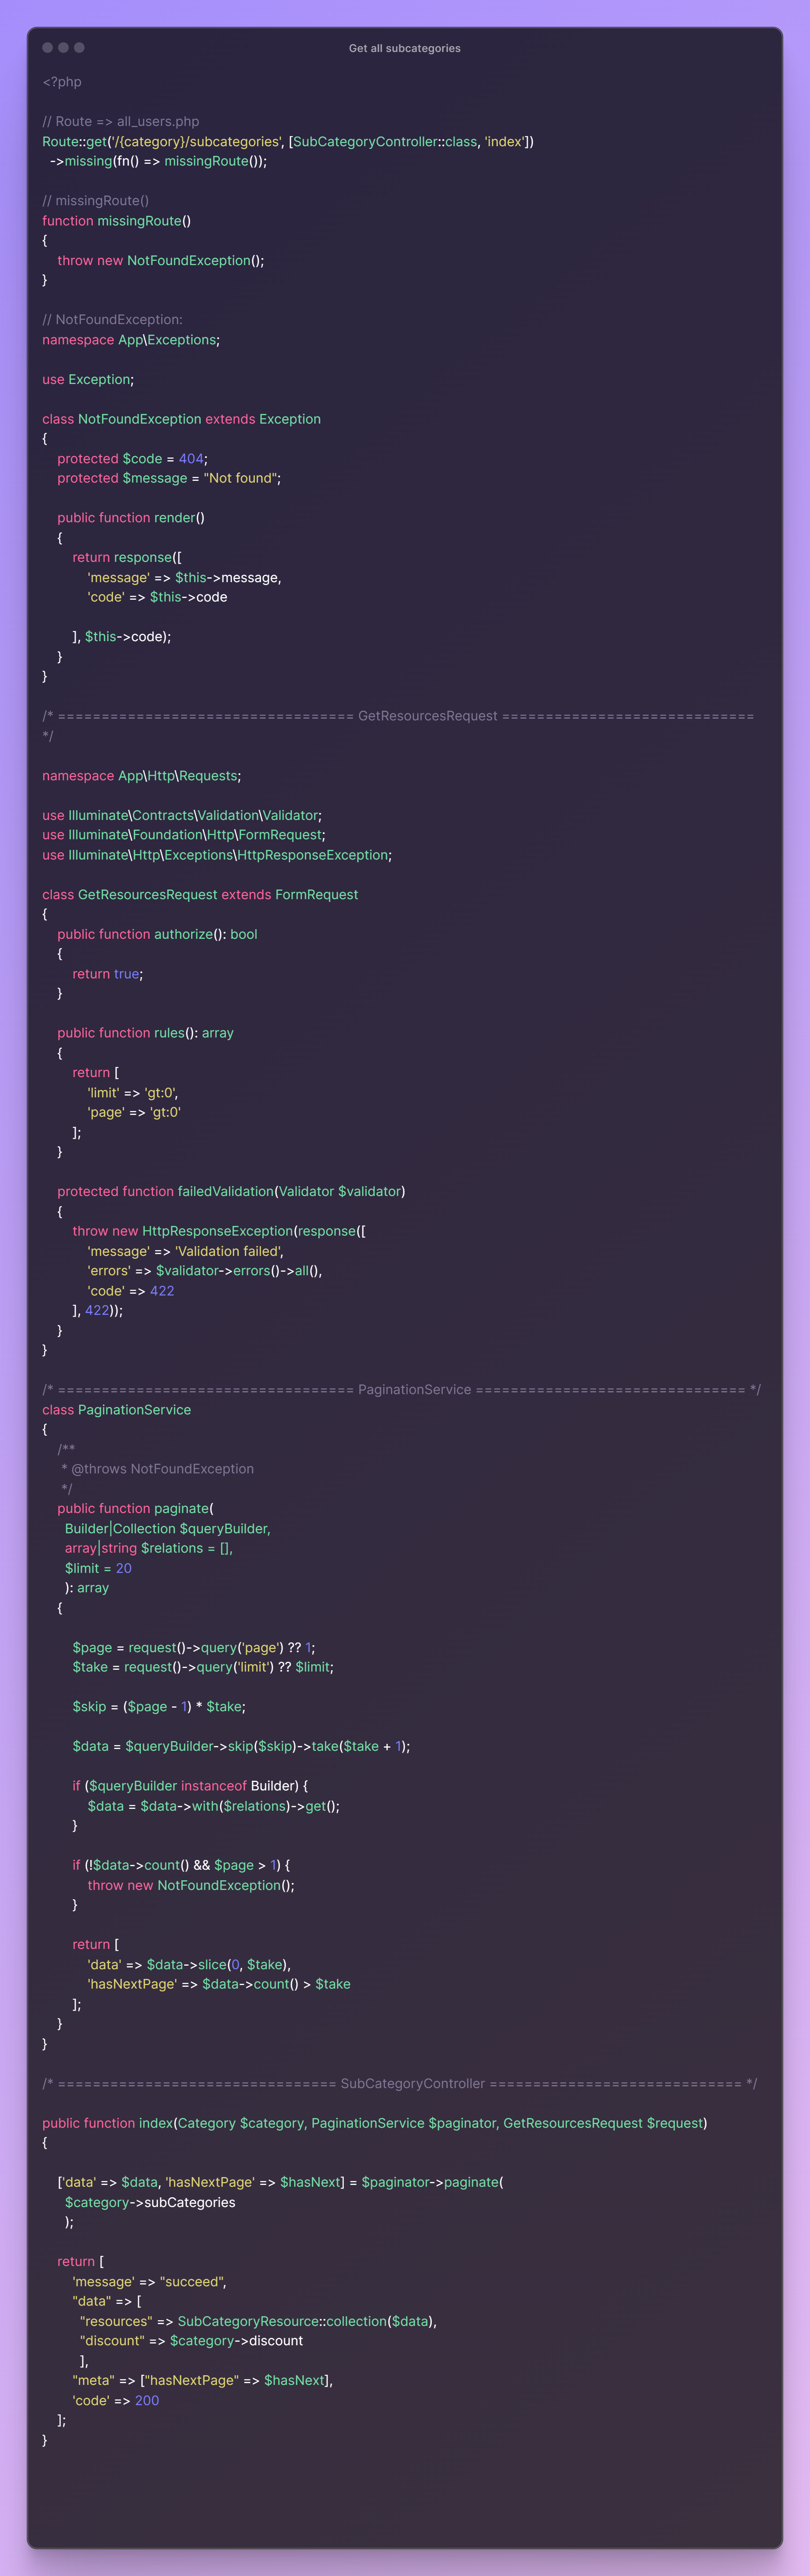 Get all subcategories
<?php
// Route => all_users.php
Route::get('/{category}/subcategories', [SubCategoryController::class, 'index'])
  ->missing(fn() => missingRoute());
// missingRoute()
function missingRoute()
{
    throw new NotFoundException();
}
// NotFoundException:
namespace App\Exceptions;
use Exception;
class NotFoundException extends Exception
{
    protected $code = 404;
    protected $message = "Not found";
    public function render()
    {
        return response([
            'message' => $this->message,
            'code' => $this->code
        ], $this->code);
    }
}
/* ================================== GetResourcesRequest =============================
*/
namespace App\Http\Requests;
use Illuminate\Contracts\Validation\Validator;
use Illuminate\Foundation\Http\FormRequest;
use Illuminate\Http\Exceptions\HttpResponseException;
class GetResourcesRequest extends FormRequest
{
    public function authorize(): bool
    {
        return true;
    }
    public function rules(): array
    {
        return [
            'limit' => 'gt:0',
            'page' => 'gt:0'
        ];
    }
    protected function failedValidation(Validator $validator)
    {
        throw new HttpResponseException(response([
            'message' => 'Validation failed',
            'errors' => $validator->errors()->all(),
            'code' => 422
        ], 422));
    }
}
/* ================================== PaginationService =============================== */
class PaginationService
{
    /**
     * @throws NotFoundException
     */
    public function paginate(
      Builder|Collection $queryBuilder,
      array|string $relations = [],
      $limit = 20
      ): array
    {
        $page = request()->query('page') ?? 1;
        $take = request()->query('limit') ?? $limit;
        $skip = ($page - 1) * $take;
        $data = $queryBuilder->skip($skip)->take($take + 1);
        if ($queryBuilder instanceof Builder) {
            $data = $data->with($relations)->get();
        }
        if (!$data->count() && $page > 1) {
            throw new NotFoundException();
        }
        return [
            'data' => $data->slice(0, $take),
            'hasNextPage' => $data->count() > $take
        ];
    }
}
/* ================================ SubCategoryController ============================= */
public function index(Category $category, PaginationService $paginator, GetResourcesRequest $request)
{
    ['data' => $data, 'hasNextPage' => $hasNext] = $paginator->paginate(
      $category->subCategories
      );
    return [
        'message' => "succeed",
        "data" => [
          "resources" => SubCategoryResource::collection($data),
          "discount" => $category->discount
          ],
        "meta" => ["hasNextPage" => $hasNext],
        'code' => 200
    ];
}